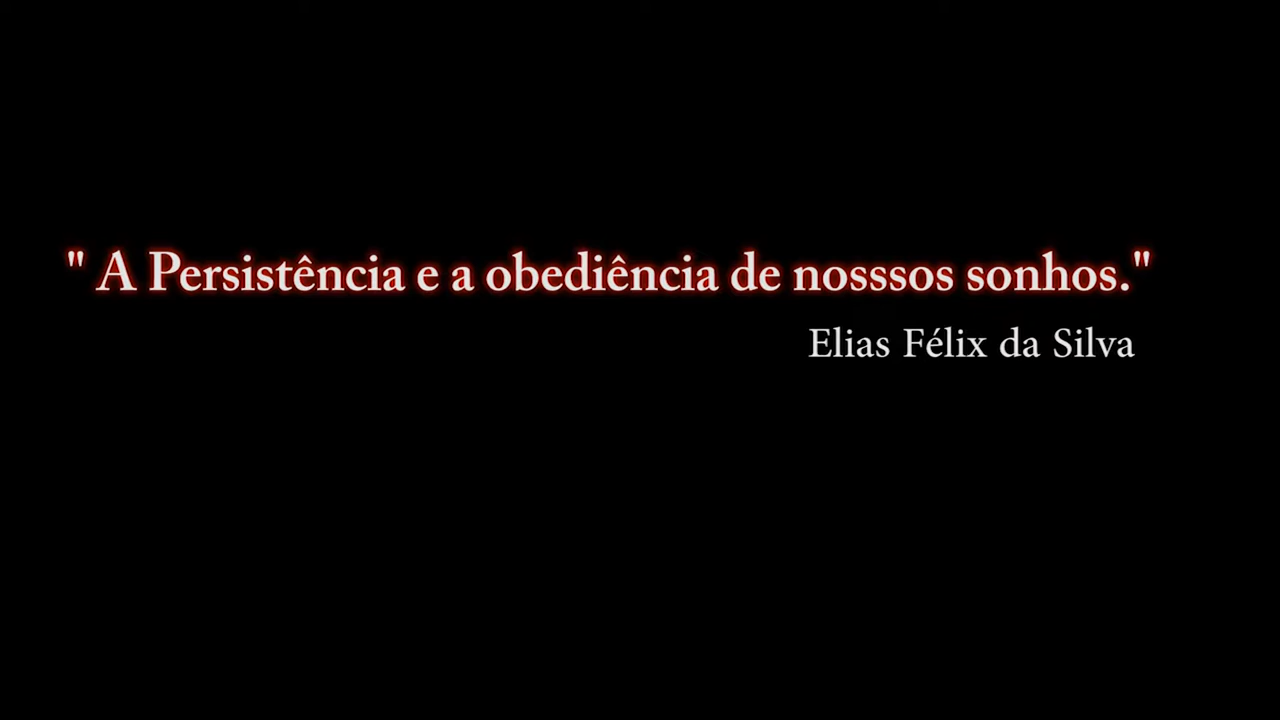 " A Persistência e a obediência de nosssos sonhos."
Elias Félix da Silva